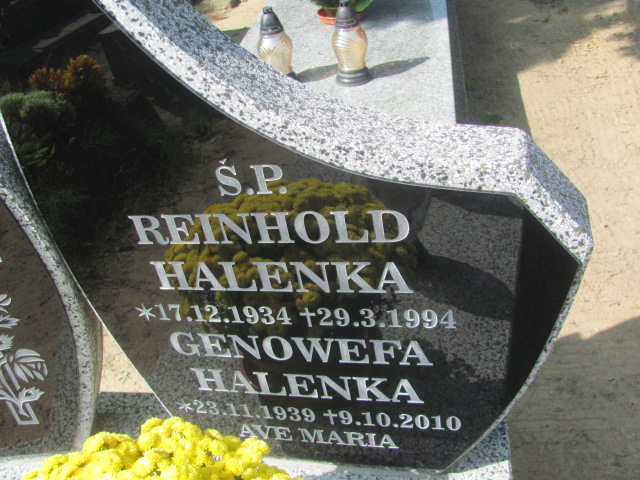 Š.P.
REINHOLD
HALENKA
*17.12.1934 +29.3.1994
GENOWEFA
HALENKA
*23.11.1939 +9.10.2010
AVE MARIA